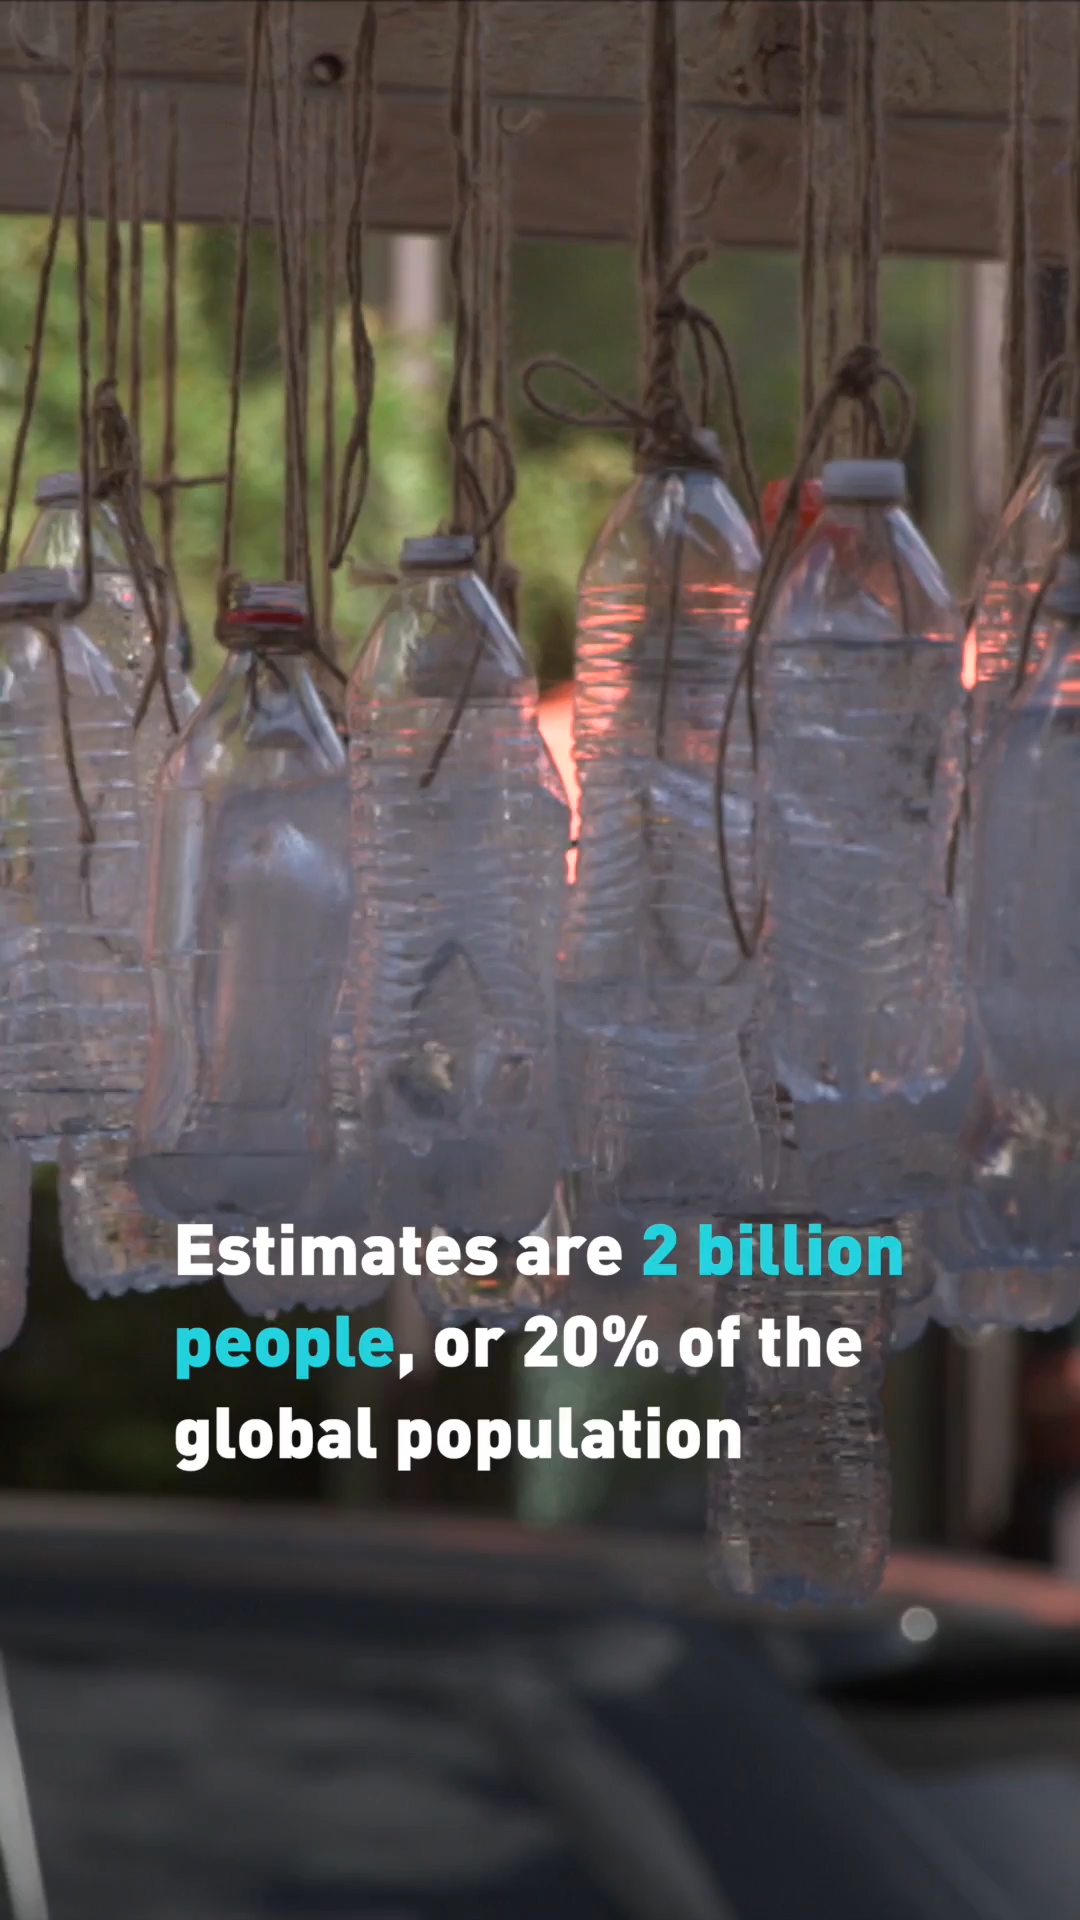 Estimates are 2 billion
people, or 20% of the
global population